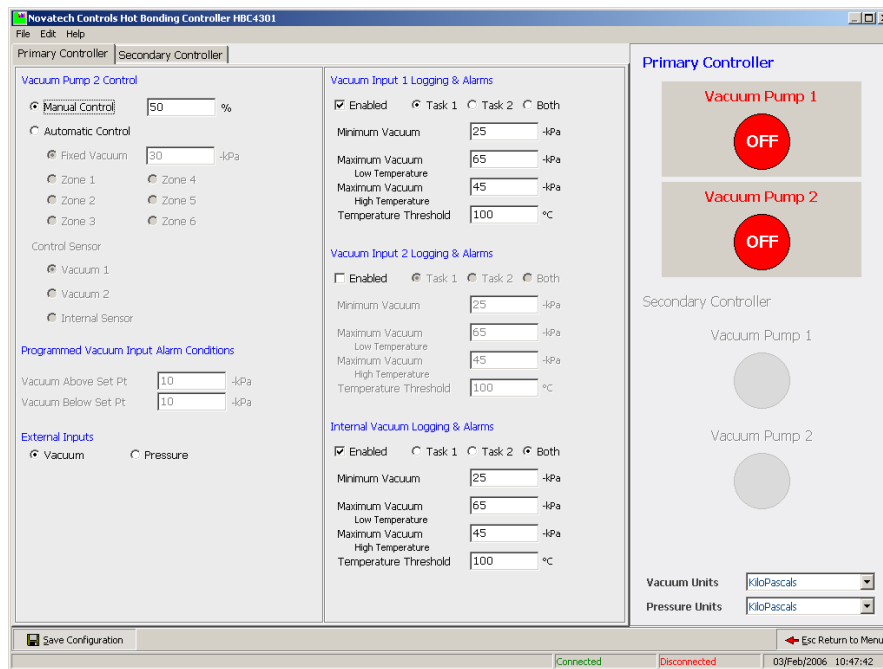 Novatech Controls Hot Bonding Controller HBC4301
File Edit Help
Primary Controller
Secondary Controller
Vacuum Pump 2 Control
Manual Control 50 %
Automatic Control
Fixed Vacuum 30 -kPa
Zone 1 Zone 4
Zone 2 Zone 5
Zone 3 Zone 6
Control Sensor
Vacuum 1
Vacuum 2
Internal Sensor
Programmed Vacuum Input Alarm Conditions
Vacuum Above Set Pt 10 -kPa
Vacuum Below Set Pt 10 -kPa
External Inputs
Vacuum Pressure
Vacuum Input 1 Logging & Alarms
Enabled Task 1 Task 2 Both
Minimum Vacuum 25 -kPa
Maximum Vacuum 65 -kPa
Low Temperature
Maximum Vacuum 45 -kPa
High Temperature
Temperature Threshold 100 °C
Vacuum Input 2 Logging & Alarms
Enabled Task 1 Task 2 Both
Minimum Vacuum 25 -kPa
Maximum Vacuum 65 -kPa
Low Temperature
Maximum Vacuum 45 -kPa
High Temperature
Temperature Threshold 100 °C
Internal Vacuum Logging & Alarms
Enabled Task 1 Task 2 Both
Minimum Vacuum 25 -kPa
Maximum Vacuum 65 -kPa
Low Temperature
Maximum Vacuum 45 -kPa
High Temperature
Temperature Threshold 100 °C
Primary Controller
Vacuum Pump 1
OFF
Vacuum Pump 2
OFF
Secondary Controller
Vacuum Pump 1
Vacuum Pump 2
Vacuum Units KiloPascals
Pressure Units KiloPascals
Save Configuration
Esc Return to Menu
Connected Disconnected 03/Feb/2006 10:47:42